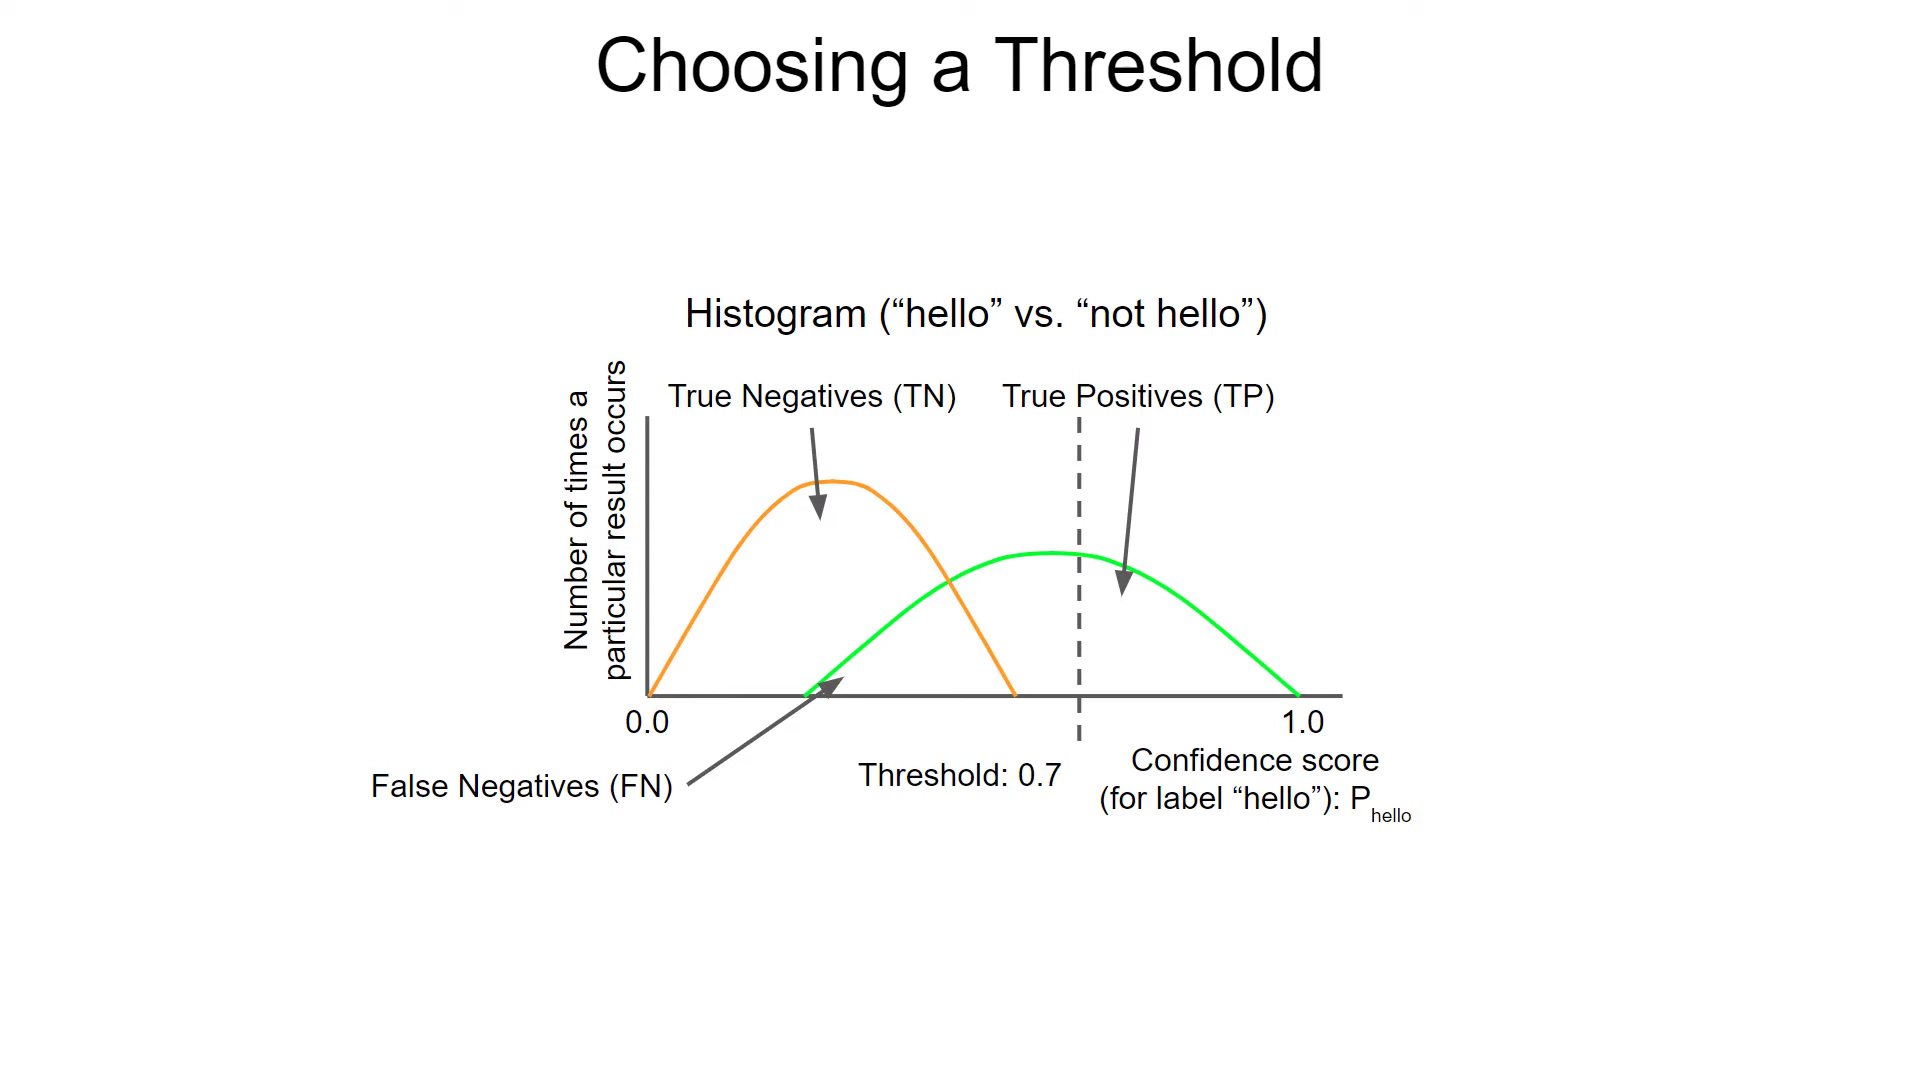 Choosing a Threshold
Histogram (“hello” vs. “not hello”)
Number of times a
particular result occurs
True Negatives (TN)
True Positives (TP)
0.0
1.0
False Negatives (FN)
Threshold: 0.7
Confidence score
(for label “hello”): Phello